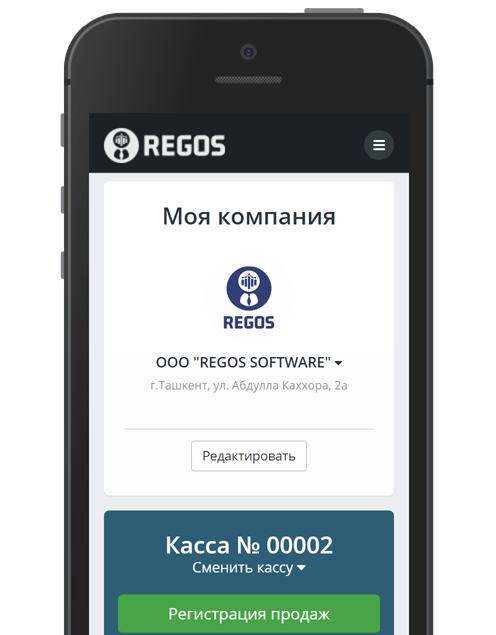 REGOS
Моя компания
REGOS
ООО "REGOS SOFTWARE"
г.Ташкент, ул. Абдулла Каххора, 2а
Редактировать
Касса № 00002
Сменить кассу
Регистрация продаж